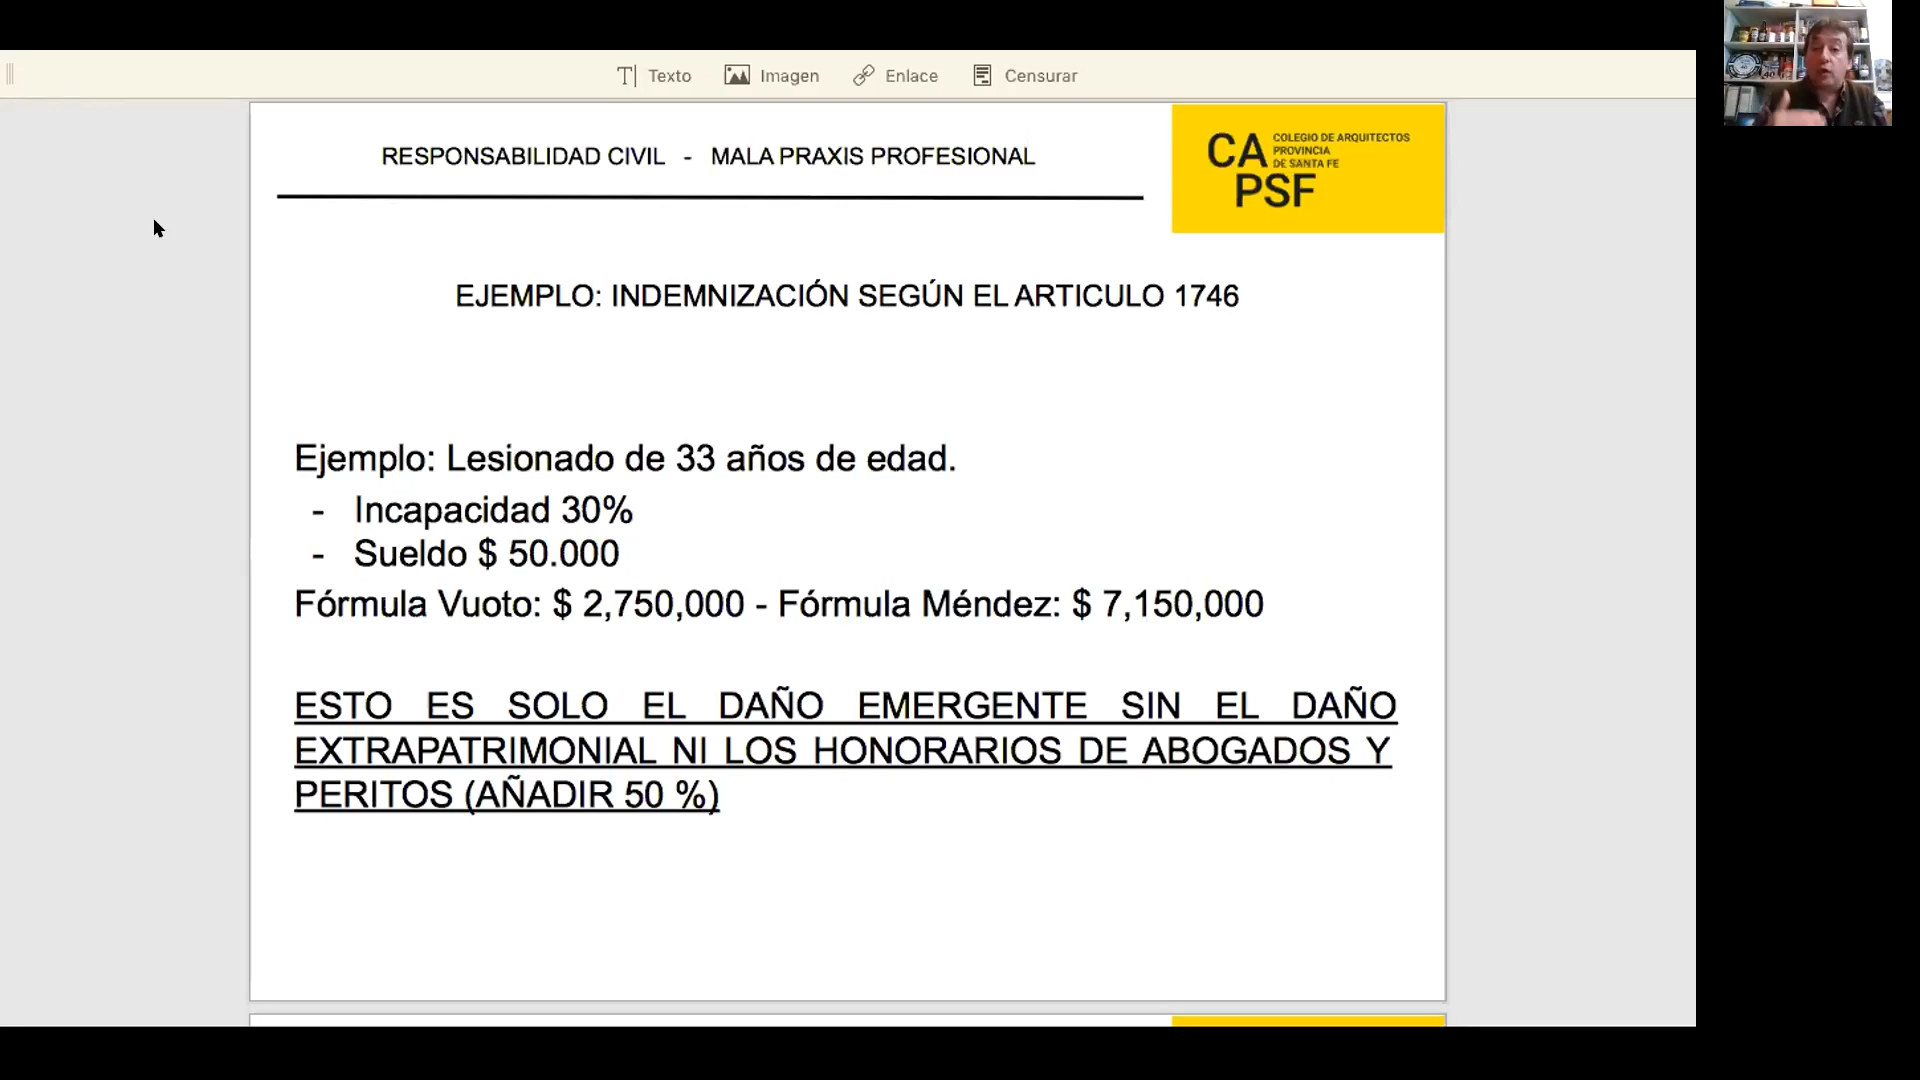 Texto Imagen Enlace Censurar
RESPONSABILIDAD CIVIL - MALA PRAXIS PROFESIONAL
CA COLEGIO DE ARQUITECTOS
PROVINCIA
DE SANTA FE
PSF
EJEMPLO: INDEMNIZACIÓN SEGÚN EL ARTICULO 1746
Ejemplo: Lesionado de 33 años de edad.
- Incapacidad 30%
- Sueldo $ 50.000
Fórmula Vuoto: $ 2,750,000 - Fórmula Méndez: $ 7,150,000
ESTO ES SOLO EL DAÑO EMERGENTE SIN EL DAÑO
EXTRAPATRIMONIAL NI LOS HONORARIOS DE ABOGADOS Y
PERITOS (AÑADIR 50 %)